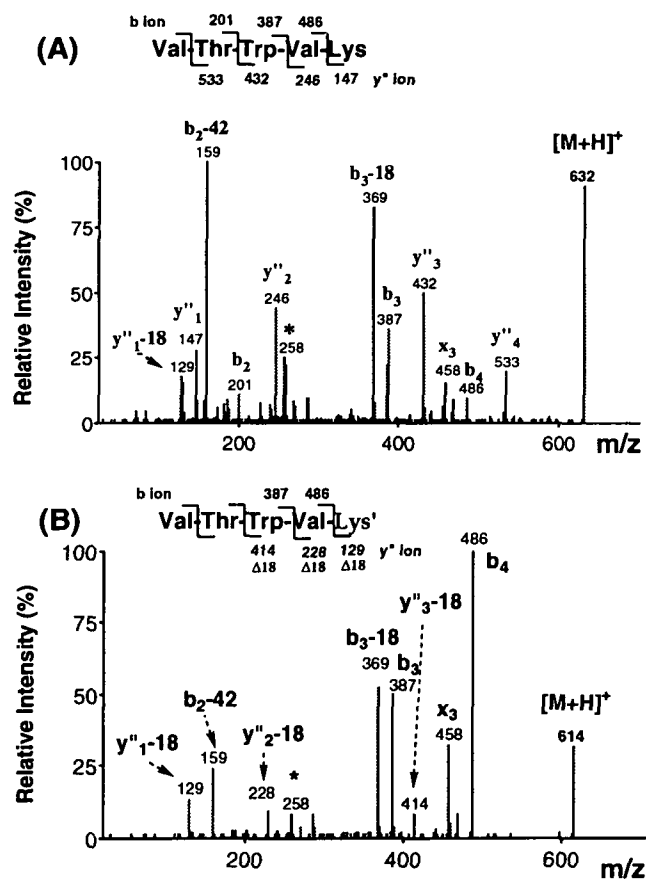 b ion 201 387 486
(A) Val-Thr-Trp-Val-Lys
533 432 246 147 y" ion
b2-42
159
[M+H]+
632
b3-18
369
y"3
432
y"2
246
b3
387
*
258
y"1
147
y"1-18
129
b2
201
x3
458
b4
486
y"4
533
Relative Intensity (%)
100
75
50
25
0
200 400 600
m/z
b ion 387 486
(B) Val-Thr-Trp-Val-Lys'
414 228 129 y" ion
Δ18 Δ18 Δ18
486
b4
y"3-18
b3-18
369
b3
387
b2-42
159
x3
458
[M+H]+
614
y"1-18
129
y"2-18
228
*
258
414
Relative Intensity (%)
100
75
50
25
0
200 400 600
m/z